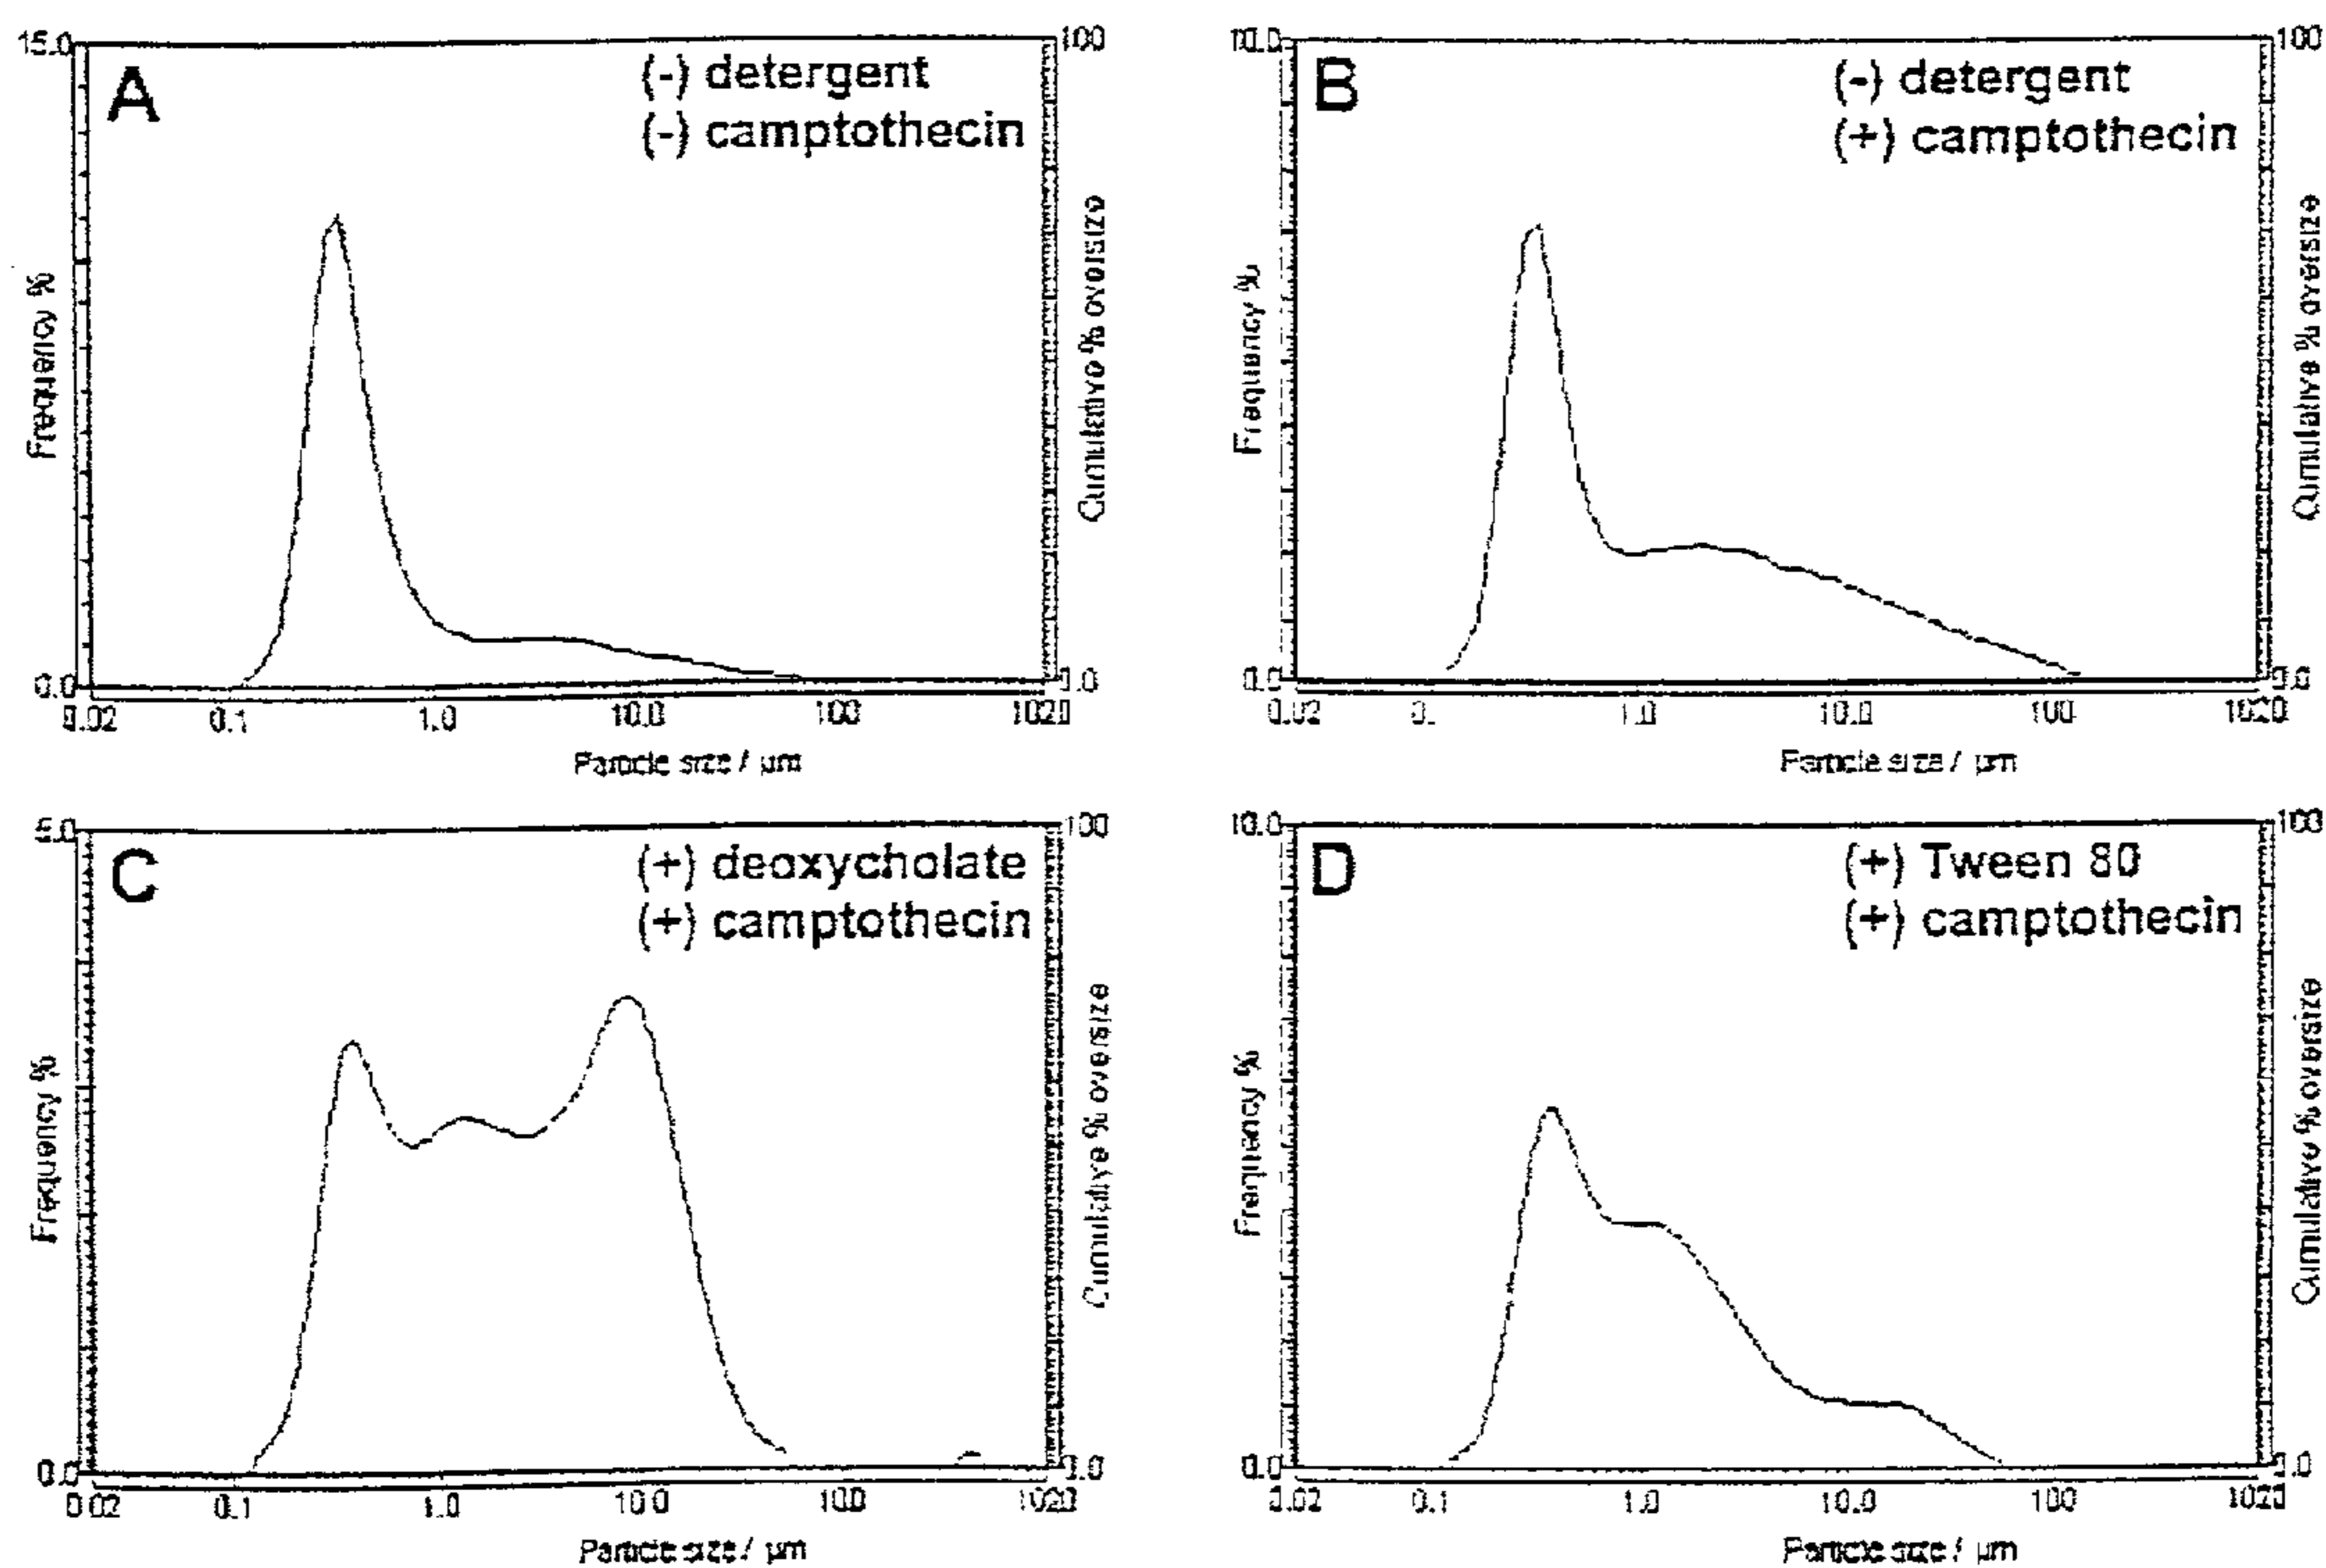 15.0
100
A
(-) detergent
(-) camptothecin
Frequency %
Cumulative % oversize
0.0
0.02
0.1
1.0
10.0
100
1020
Particle size / µm
10.0
100
B
(-) detergent
(+) camptothecin
Frequency %
Cumulative % oversize
0.02
1.0
10.0
100
1020
Particle size / µm
5.0
100
C
(+) deoxycholate
(+) camptothecin
Frequency %
Cumulative % oversize
0.0
0.02
0.1
1.0
10.0
100
1020
Particle size / µm
10.0
100
D
(+) Tween 80
(+) camptothecin
Frequency %
Cumulative % oversize
0.02
0.1
1.0
10.0
100
1020
Particle size / µm